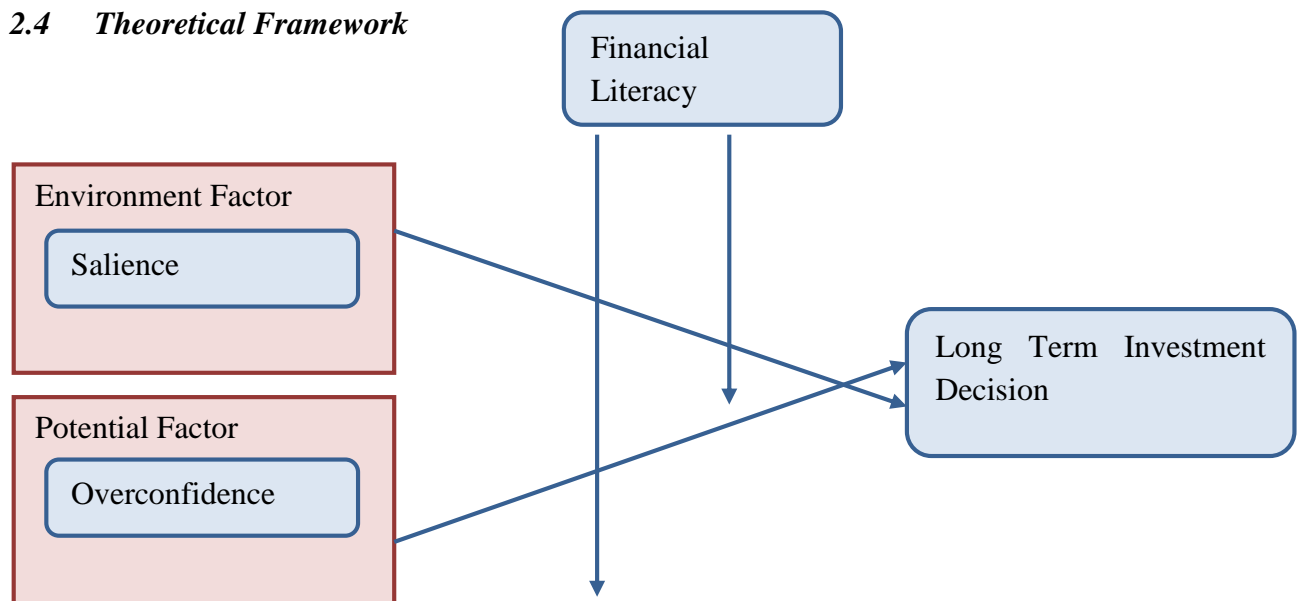 2.4 Theoretical Framework
Financial
Literacy
Environment Factor
Salience
Long Term Investment
Decision
Potential Factor
Overconfidence